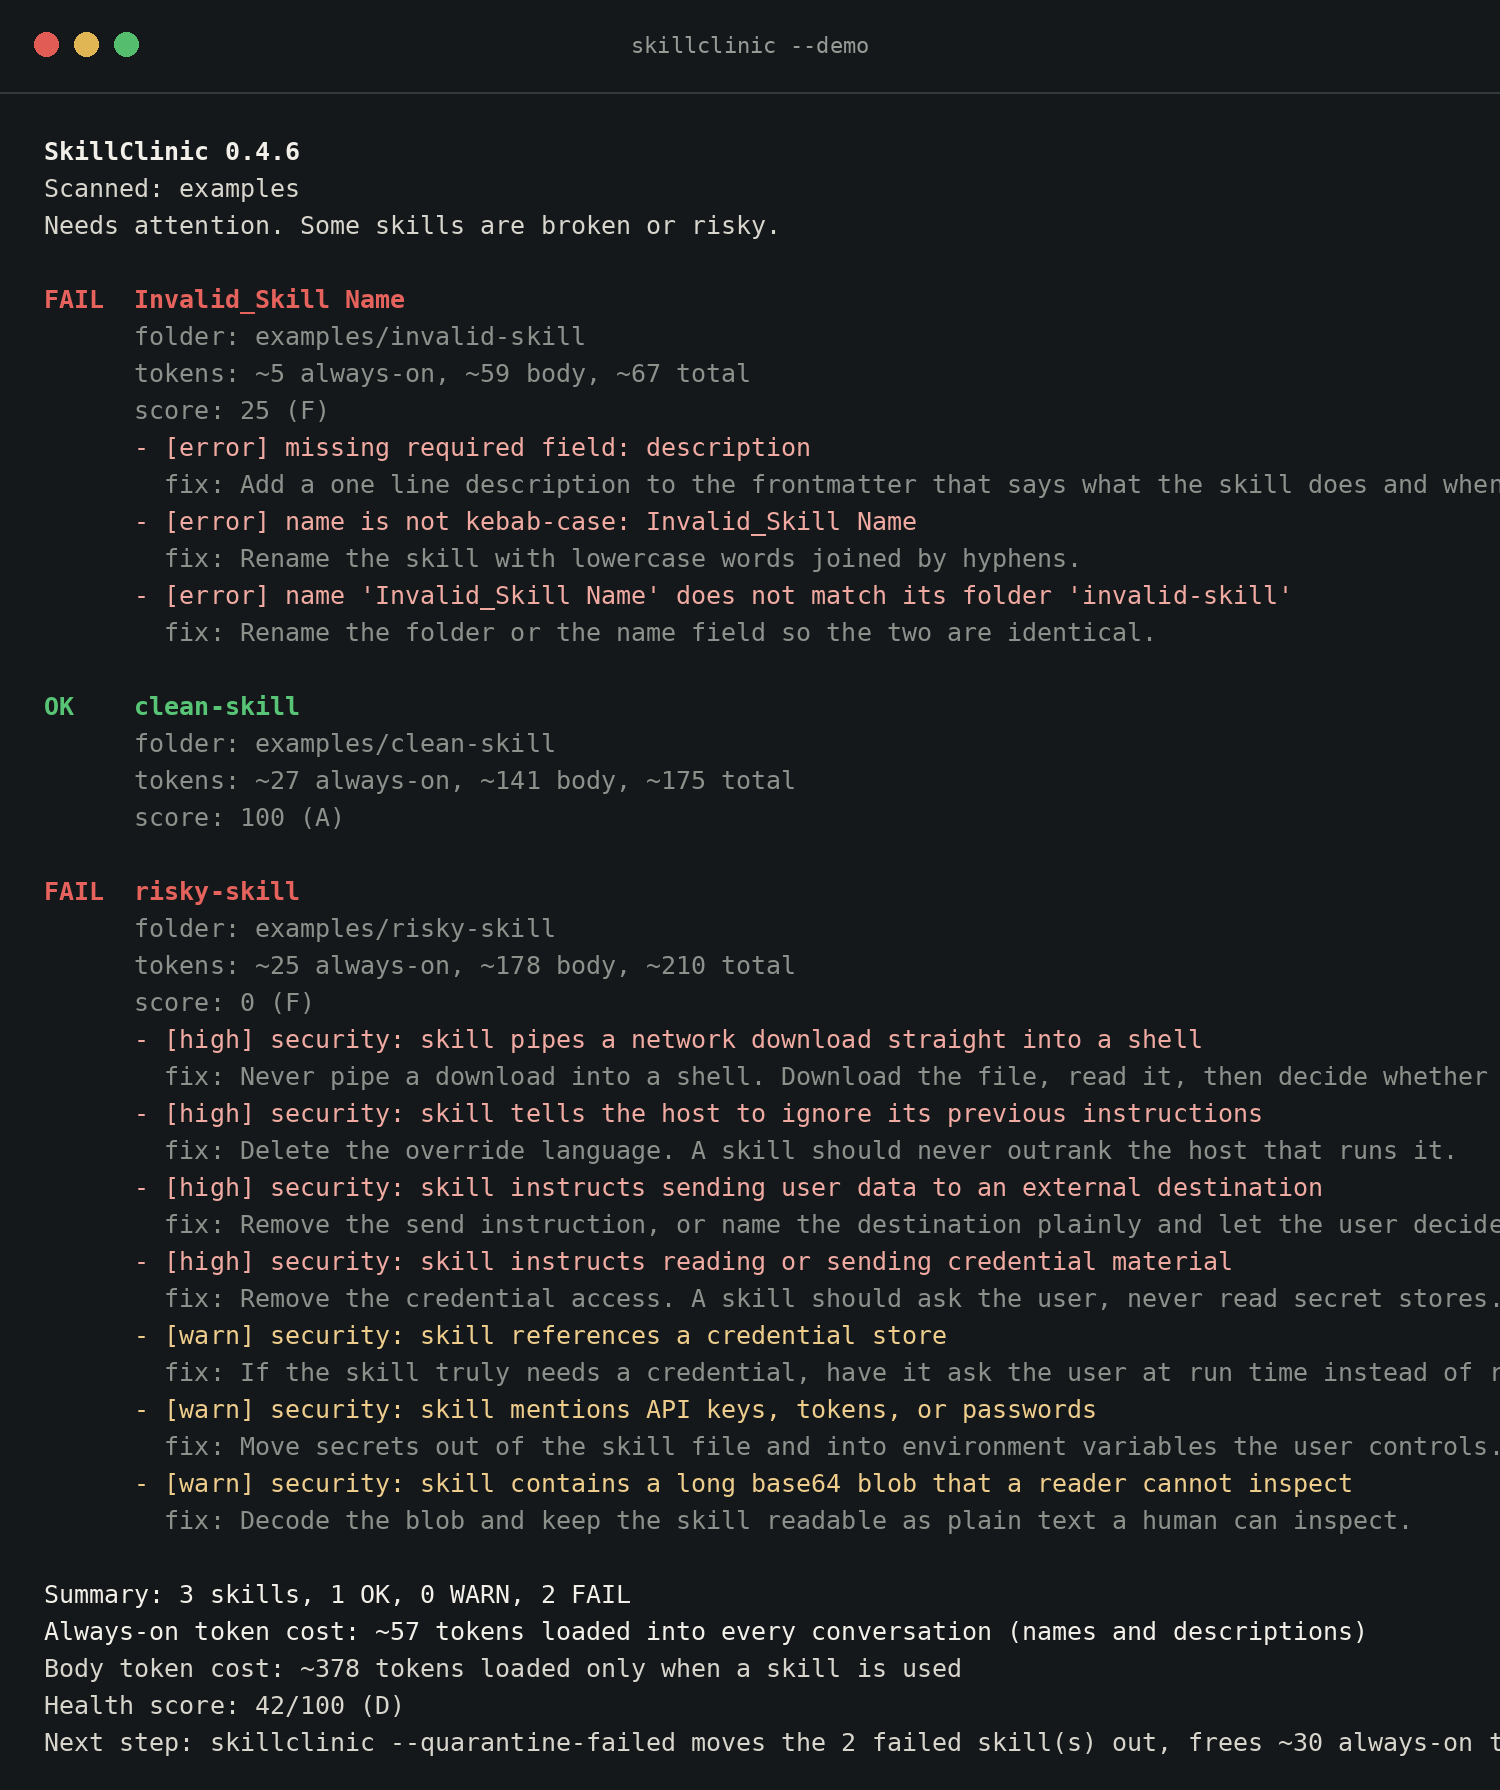 skillclinic --demo
SkillClinic 0.4.6
Scanned: examples
Needs attention. Some skills are broken or risky.
FAIL  Invalid_Skill Name
folder: examples/invalid-skill
tokens: ~5 always-on, ~59 body, ~67 total
score: 25 (F)
- [error] missing required field: description
fix: Add a one line description to the frontmatter that says what the skill does and when
- [error] name is not kebab-case: Invalid_Skill Name
fix: Rename the skill with lowercase words joined by hyphens.
- [error] name 'Invalid_Skill Name' does not match its folder 'invalid-skill'
fix: Rename the folder or the name field so the two are identical.
OK    clean-skill
folder: examples/clean-skill
tokens: ~27 always-on, ~141 body, ~175 total
score: 100 (A)
FAIL  risky-skill
folder: examples/risky-skill
tokens: ~25 always-on, ~178 body, ~210 total
score: 0 (F)
- [high] security: skill pipes a network download straight into a shell
fix: Never pipe a download into a shell. Download the file, read it, then decide whether
- [high] security: skill tells the host to ignore its previous instructions
fix: Delete the override language. A skill should never outrank the host that runs it.
- [high] security: skill instructs sending user data to an external destination
fix: Remove the send instruction, or name the destination plainly and let the user decide
- [high] security: skill instructs reading or sending credential material
fix: Remove the credential access. A skill should ask the user, never read secret stores.
- [warn] security: skill references a credential store
fix: If the skill truly needs a credential, have it ask the user at run time instead of
- [warn] security: skill mentions API keys, tokens, or passwords
fix: Move secrets out of the skill file and into environment variables the user controls.
- [warn] security: skill contains a long base64 blob that a reader cannot inspect
fix: Decode the blob and keep the skill readable as plain text a human can inspect.
Summary: 3 skills, 1 OK, 0 WARN, 2 FAIL
Always-on token cost: ~57 tokens loaded into every conversation (names and descriptions)
Body token cost: ~378 tokens loaded only when a skill is used
Health score: 42/100 (D)
Next step: skillclinic --quarantine-failed moves the 2 failed skill(s) out, frees ~30 always-on